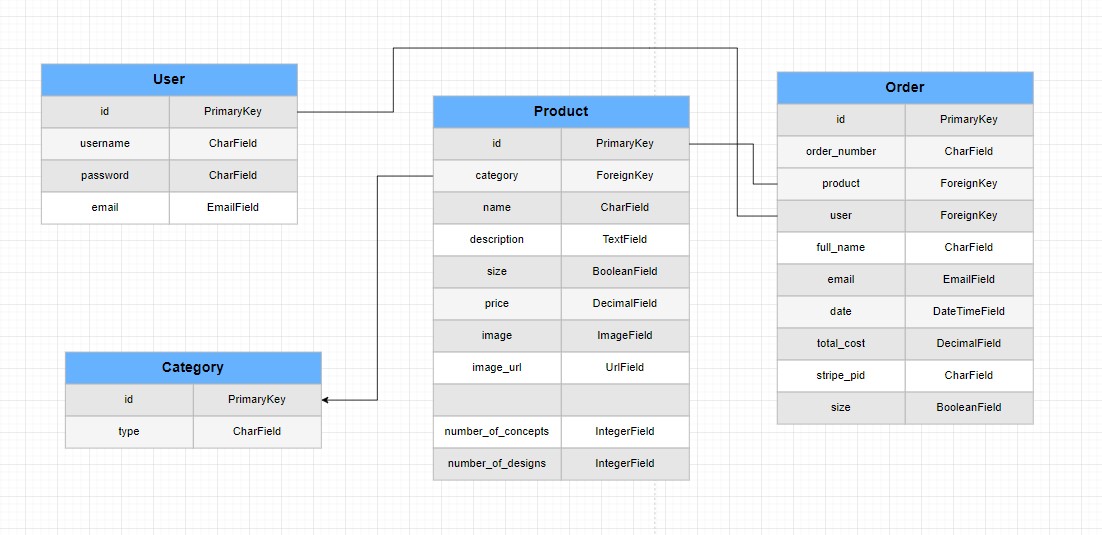 User
id PrimaryKey
username CharField
password CharField
email EmailField
Product
id PrimaryKey
category ForeignKey
name CharField
description TextField
size BooleanField
price DecimalField
image ImageField
image_url UrlField
number_of_concepts IntegerField
number_of_designs IntegerField
Order
id PrimaryKey
order_number CharField
product ForeignKey
user ForeignKey
full_name CharField
email EmailField
date DateTimeField
total_cost DecimalField
stripe_pid CharField
size BooleanField
Category
id PrimaryKey
type CharField